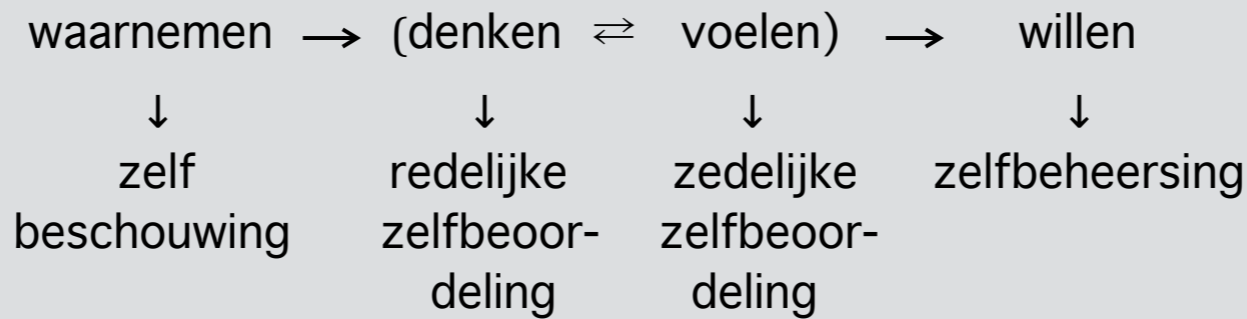 waarnemen → (denken ⇄ voelen) → willen
↓ ↓ ↓ ↓
zelf redelijke zedelijke zelfbeheersing
beschouwing zelfbeoor- zelfbeoor-
deling deling